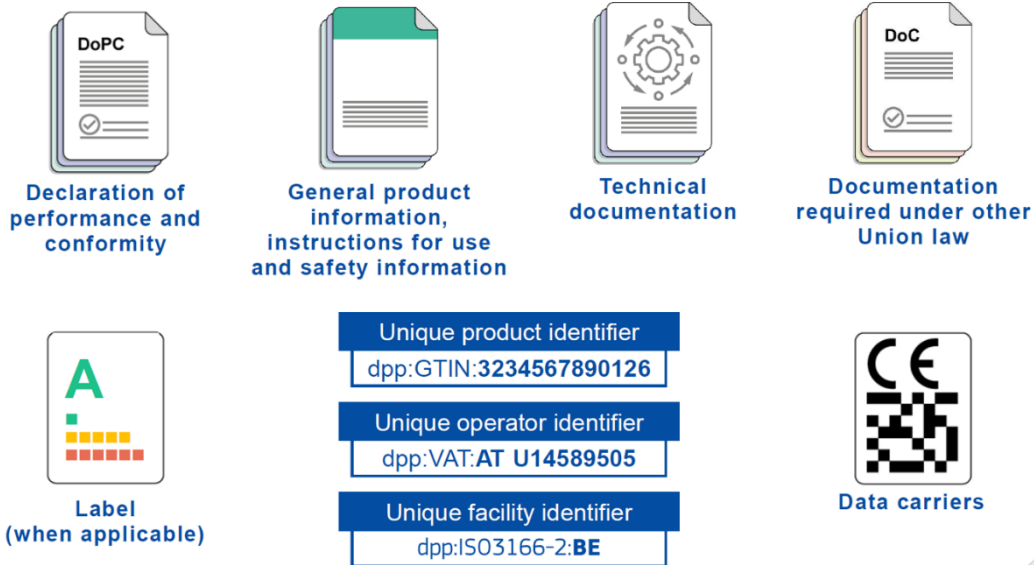 DoPC
Declaration of
performance and
conformity
General product
information,
instructions for use
and safety information
Technical
documentation
DoC
Documentation
required under other
Union law
A
Label
(when applicable)
Unique product identifier
dpp:GTIN:3234567890126
Unique operator identifier
dpp:VAT:AT U14589505
Unique facility identifier
dpp:ISO3166-2:BE
CE
Data carriers